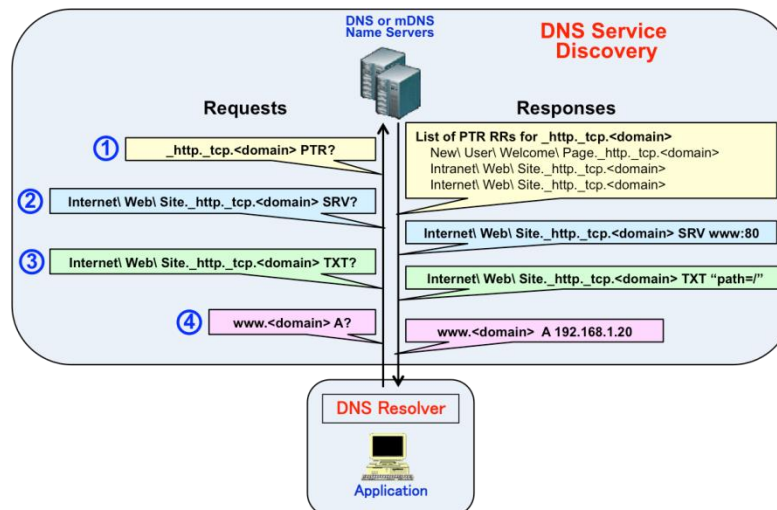 DNS or mDNS
Name Servers
DNS Service
Discovery
Requests
Responses
① _http._tcp.<domain> PTR?
List of PTR RRs for _http._tcp.<domain>
New\ User\ Welcome\ Page._http._tcp.<domain>
Intranet\ Web\ Site._http._tcp.<domain>
Internet\ Web\ Site._http._tcp.<domain>
② Internet\ Web\ Site._http._tcp.<domain> SRV?
Internet\ Web\ Site._http._tcp.<domain> SRV www:80
③ Internet\ Web\ Site._http._tcp.<domain> TXT?
Internet\ Web\ Site._http._tcp.<domain> TXT “path=/”
④ www.<domain> A?
www.<domain> A 192.168.1.20
DNS Resolver
Application